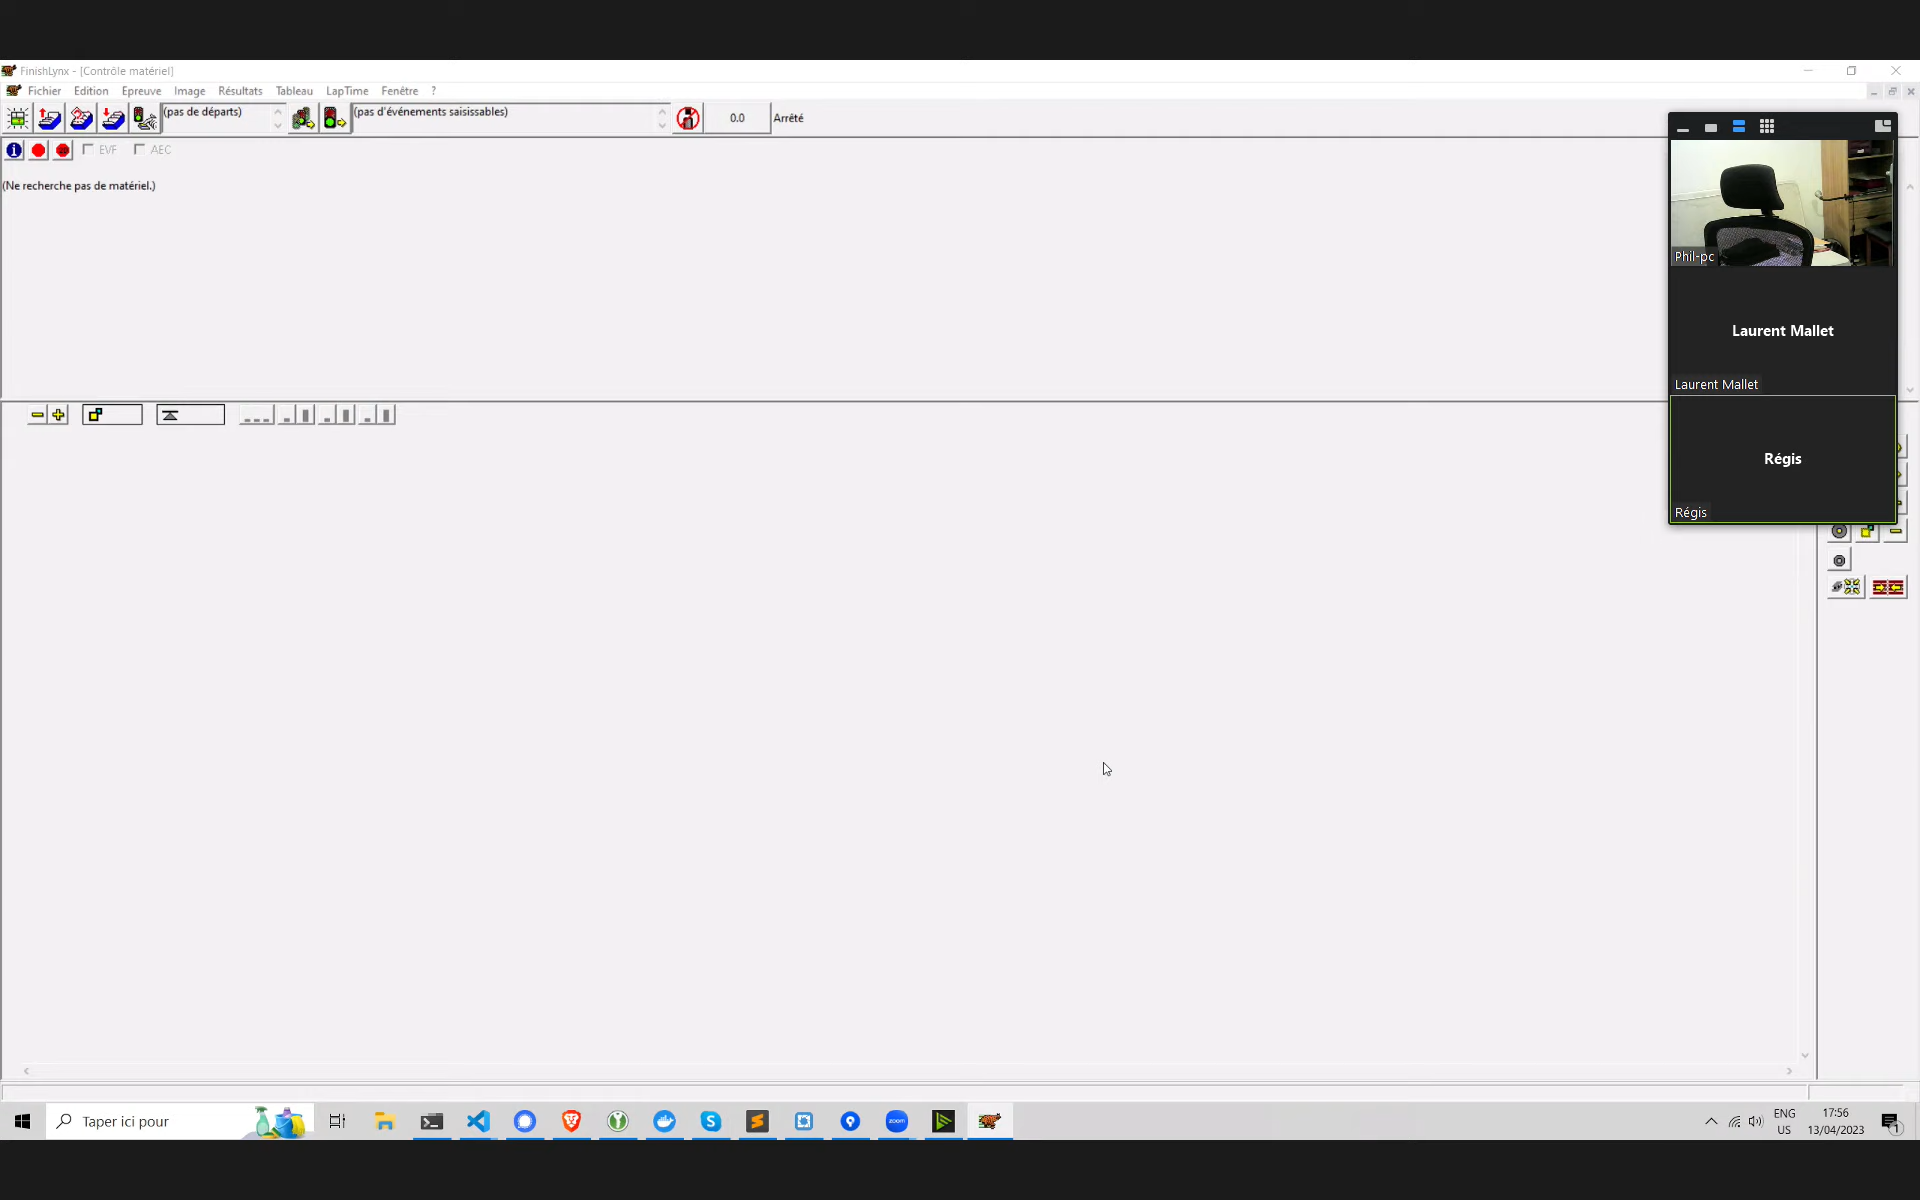 FinishLynx - [Contrôle matériel]
Fichier Edition Epreuve Image Résultats Tableau LapTime Fenêtre ?
(pas de départs) (pas d'événements saisissables) 0.0 Arrêté
EVF AEC
(Ne recherche pas de matériel.)
Phil-pc
Laurent Mallet
Laurent Mallet
Régis
Régis
Taper ici pour
zoom
ENG
US
17:56
13/04/2023
1